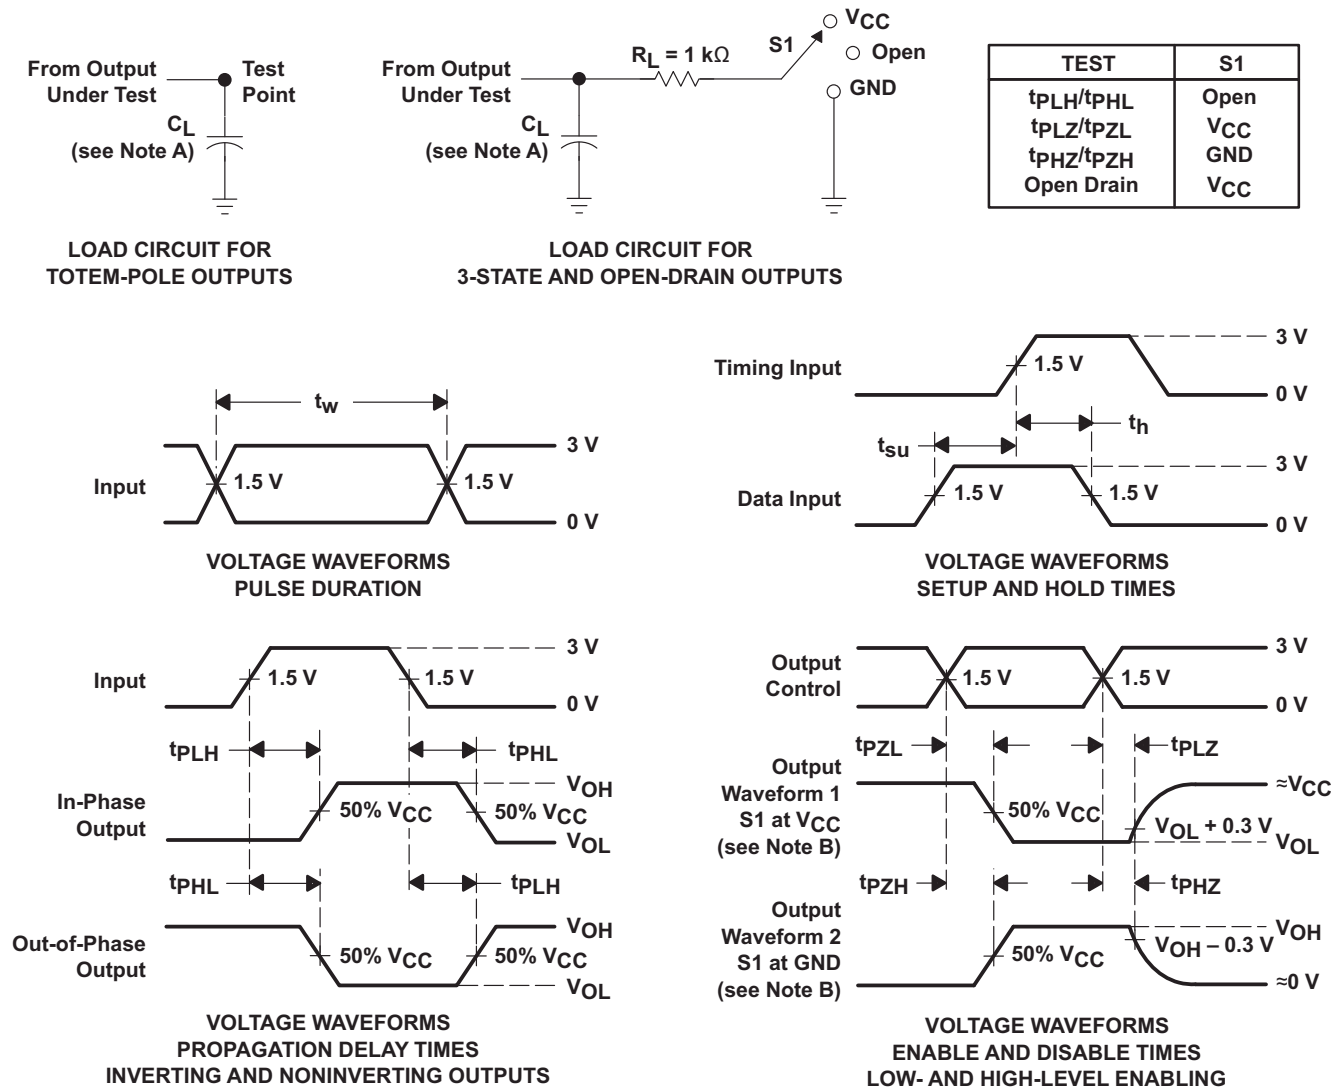 From Output
Under Test
Test
Point
CL
(see Note A)
LOAD CIRCUIT FOR
TOTEM-POLE OUTPUTS
From Output
Under Test
CL
(see Note A)
RL = 1 kΩ
S1
VCC
Open
GND
LOAD CIRCUIT FOR
3-STATE AND OPEN-DRAIN OUTPUTS
TEST S1
tPLH/tPHL Open
tPLZ/tPZL VCC
tPHZ/tPZH GND
Open Drain VCC
tw
Input
1.5 V
1.5 V
3 V
0 V
VOLTAGE WAVEFORMS
PULSE DURATION
Timing Input
1.5 V
3 V
0 V
th
tsu
Data Input
1.5 V
1.5 V
3 V
0 V
VOLTAGE WAVEFORMS
SETUP AND HOLD TIMES
Input
1.5 V
1.5 V
3 V
0 V
tPLH
tPHL
In-Phase
Output
50% VCC
50% VCC
VOH
VOL
tPHL
tPLH
Out-of-Phase
Output
50% VCC
50% VCC
VOH
VOL
VOLTAGE WAVEFORMS
PROPAGATION DELAY TIMES
INVERTING AND NONINVERTING OUTPUTS
Output
Control
1.5 V
1.5 V
3 V
0 V
tPZL
tPLZ
Output
Waveform 1
S1 at VCC
(see Note B)
50% VCC
VOL + 0.3 V
≈VCC
VOL
tPZH
tPHZ
Output
Waveform 2
S1 at GND
(see Note B)
50% VCC
VOH – 0.3 V
VOH
≈0 V
VOLTAGE WAVEFORMS
ENABLE AND DISABLE TIMES
LOW- AND HIGH-LEVEL ENABLING